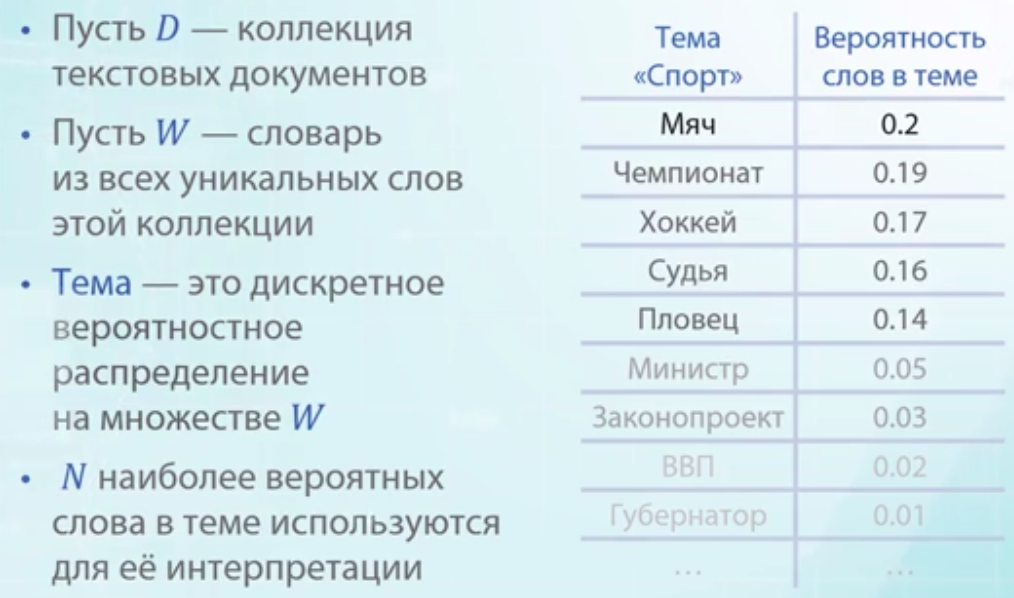 • Пусть D — коллекция
текстовых документов
• Пусть W — словарь
из всех уникальных слов
этой коллекции
• Тема — это дискретное
вероятностное
распределение
на множестве W
• N наиболее вероятных
слова в теме используются
для её интерпретации
Тема «Спорт» Вероятность слов в теме
Мяч 0.2
Чемпионат 0.19
Хоккей 0.17
Судья 0.16
Пловец 0.14
Министр 0.05
Законопроект 0.03
ВВП 0.02
Губернатор 0.01
... ...